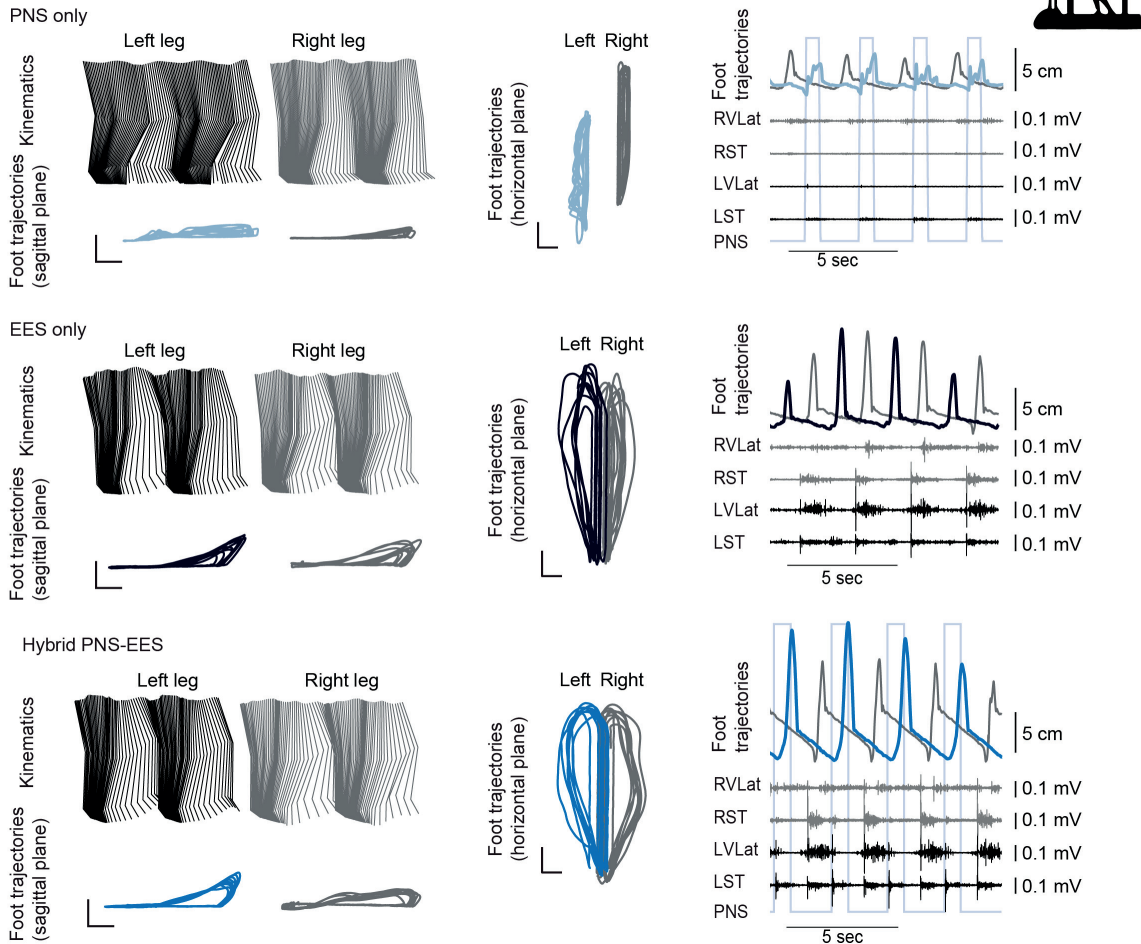 PNS only
Left leg
Right leg
Kinematics
Foot trajectories
(sagittal plane)
Left Right
Foot trajectories
(horizontal plane)
Foot
trajectories
5 cm
RVLat
0.1 mV
RST
0.1 mV
LVLat
0.1 mV
LST
0.1 mV
PNS
5 sec
EES only
Left leg
Right leg
Kinematics
Foot trajectories
(sagittal plane)
Left Right
Foot trajectories
(horizontal plane)
Foot
trajectories
5 cm
RVLat
0.1 mV
RST
0.1 mV
LVLat
0.1 mV
LST
0.1 mV
5 sec
Hybrid PNS-EES
Left leg
Right leg
Kinematics
Foot trajectories
(sagittal plane)
Left Right
Foot trajectories
(horizontal plane)
Foot
trajectories
5 cm
RVLat
0.1 mV
RST
0.1 mV
LVLat
0.1 mV
LST
0.1 mV
PNS
5 sec